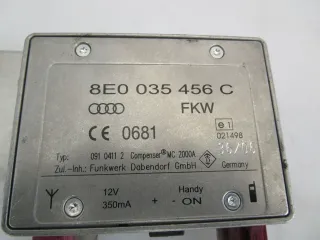 8E0 035 456 C
FKW
CE 0681
e1
021498
Typ: 091 0411 2 Compenser MC 2000A
Zul.-Inh.: Funkwerk Dabendorf GmbH Germany
12V Handy
350mA + - ON